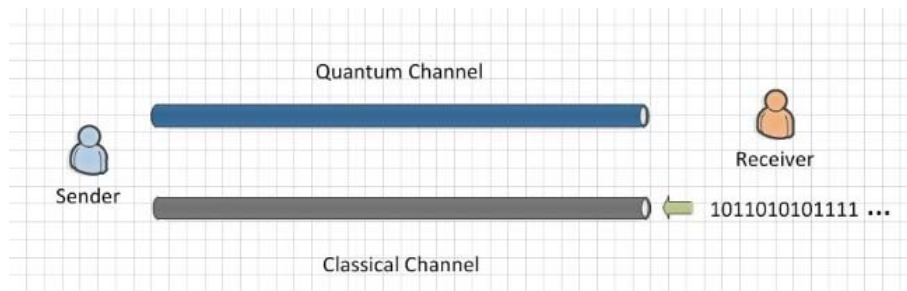 Quantum Channel
Receiver
Sender
1011010101111 ...
Classical Channel